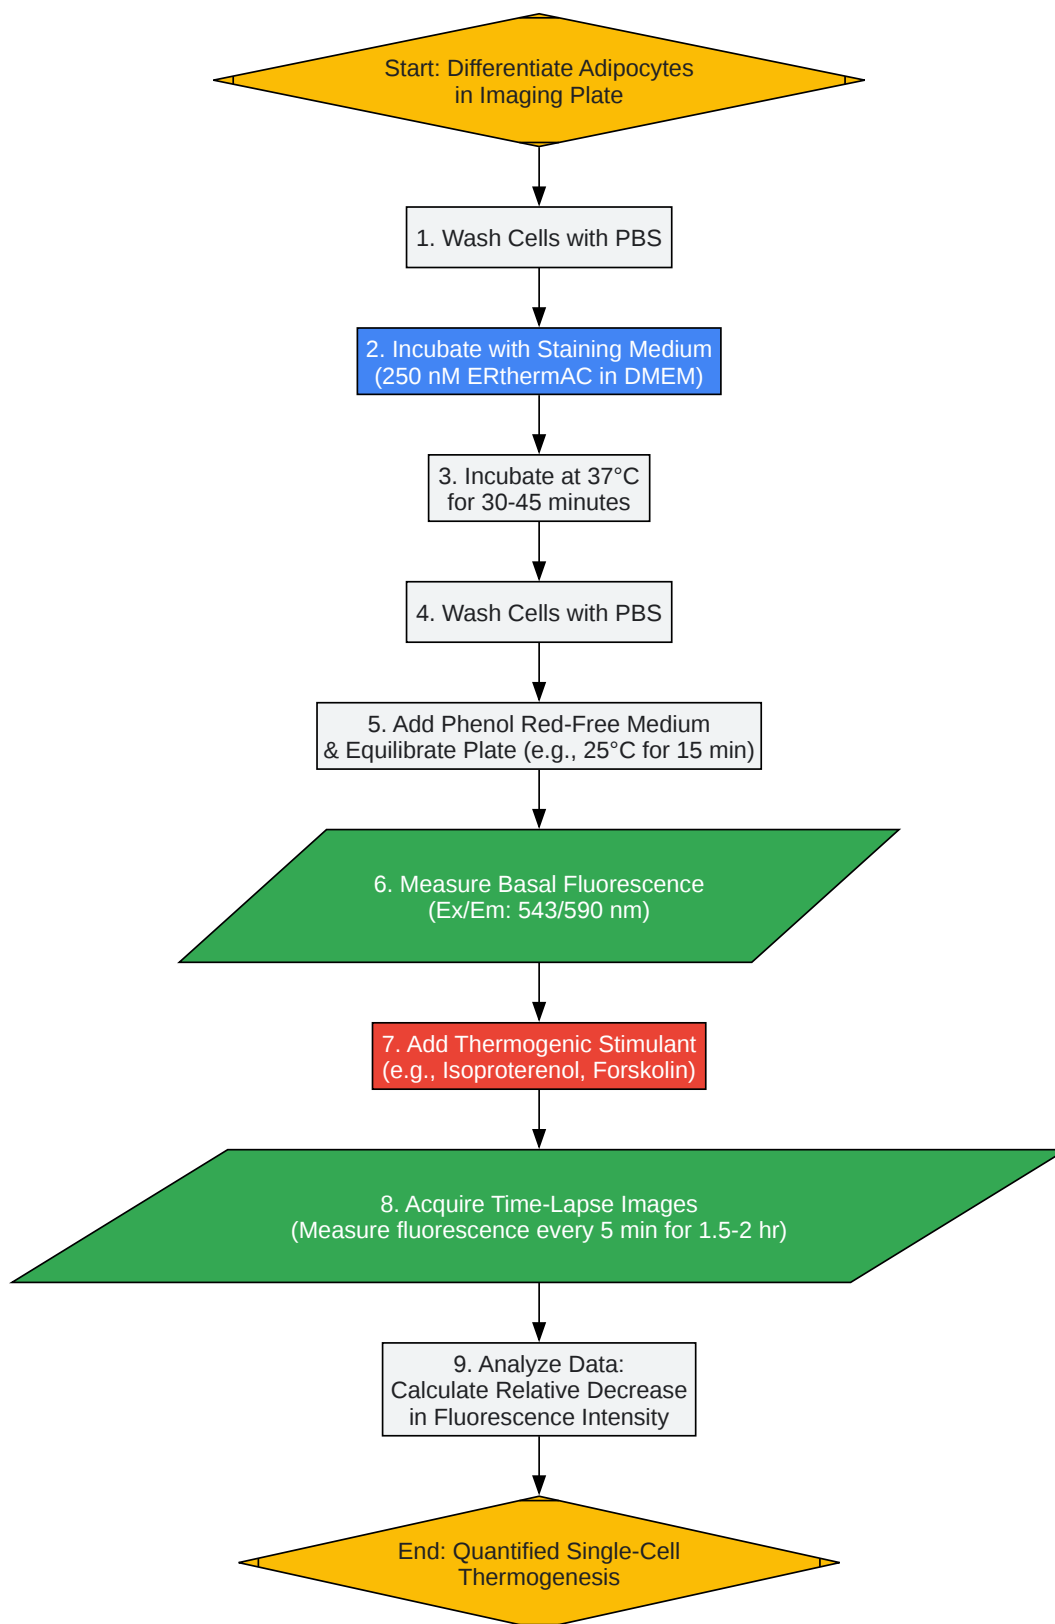 Start: Differentiate Adipocytes
in Imaging Plate
1. Wash Cells with PBS
2. Incubate with Staining Medium
(250 nM ERthermAC in DMEM)
3. Incubate at 37°C
for 30-45 minutes
4. Wash Cells with PBS
5. Add Phenol Red-Free Medium
& Equilibrate Plate (e.g., 25°C for 15 min)
6. Measure Basal Fluorescence
(Ex/Em: 543/590 nm)
7. Add Thermogenic Stimulant
(e.g., Isoproterenol, Forskolin)
8. Acquire Time-Lapse Images
(Measure fluorescence every 5 min for 1.5-2 hr)
9. Analyze Data:
Calculate Relative Decrease
in Fluorescence Intensity
End: Quantified Single-Cell
Thermogenesis